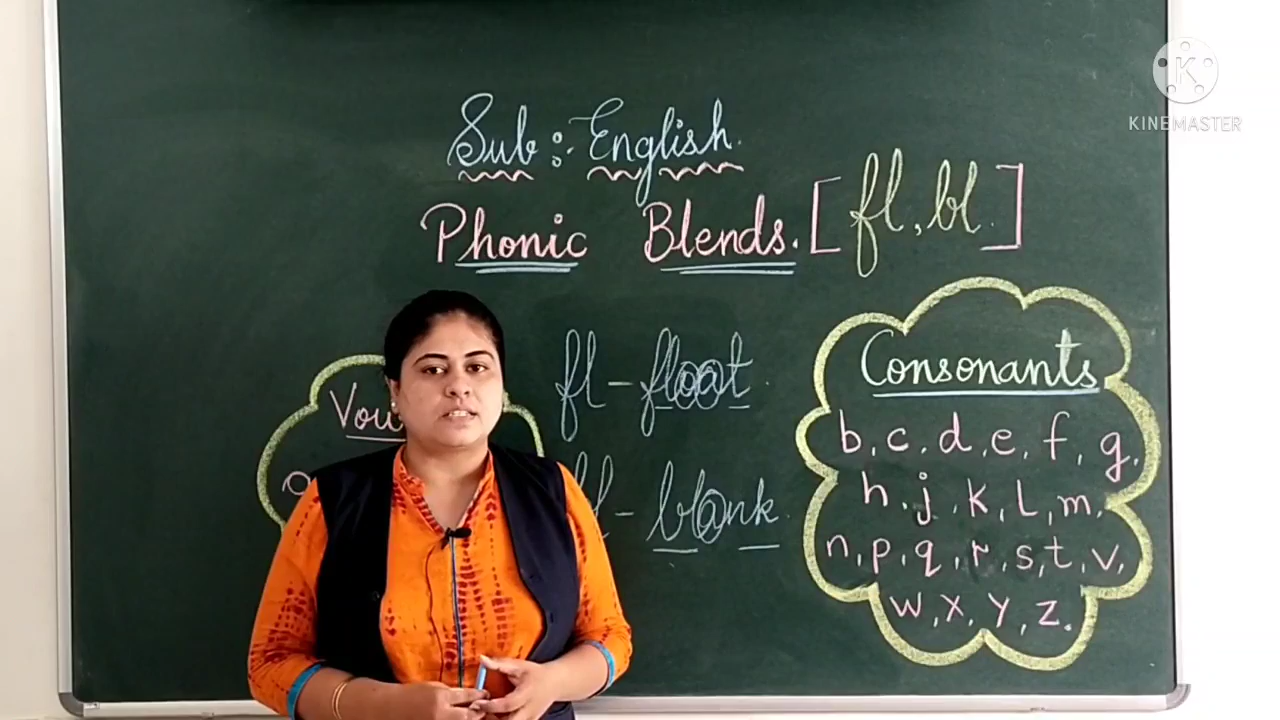 KINEMASTER
Sub : English.
Phonic Blends. [fl, bl.]
fl - float.
bl - blank.
Consonants
b, c, d, e, f, g,
h, j, k, L, m,
n, p, q, r, s, t, v,
w, x, y, z.